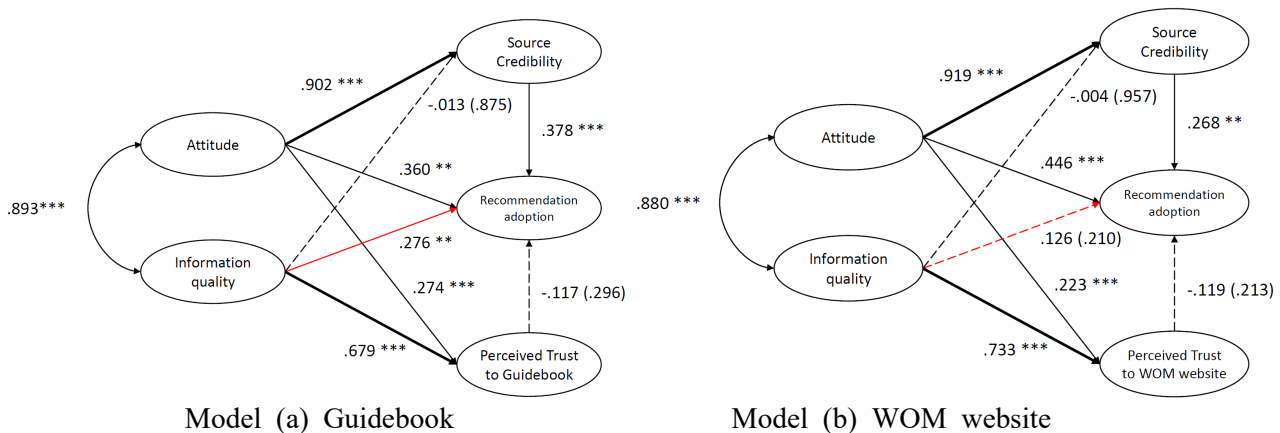 Source
Credibility
.902 ***
-.013 (.875)
Attitude
.378 ***
.360 **
.893***
Recommendation
adoption
.276 **
Information
quality
.274 ***
-.117 (.296)
.679 ***
Perceived Trust
to Guidebook
Model (a) Guidebook
Source
Credibility
.919 ***
-.004 (.957)
Attitude
.268 **
.446 ***
.880 ***
Recommendation
adoption
.126 (.210)
Information
quality
.223 ***
-.119 (.213)
.733 ***
Perceived Trust
to WOM website
Model (b) WOM website